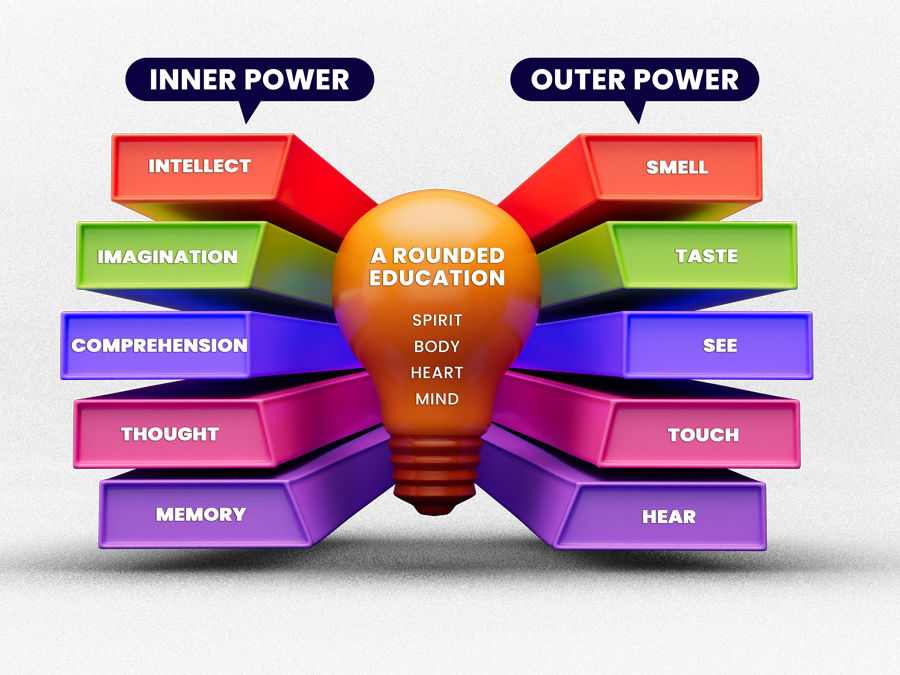 INNER POWER
OUTER POWER
INTELLECT
IMAGINATION
COMPREHENSION
THOUGHT
MEMORY
A ROUNDED
EDUCATION
SPIRIT
BODY
HEART
MIND
SMELL
TASTE
SEE
TOUCH
HEAR